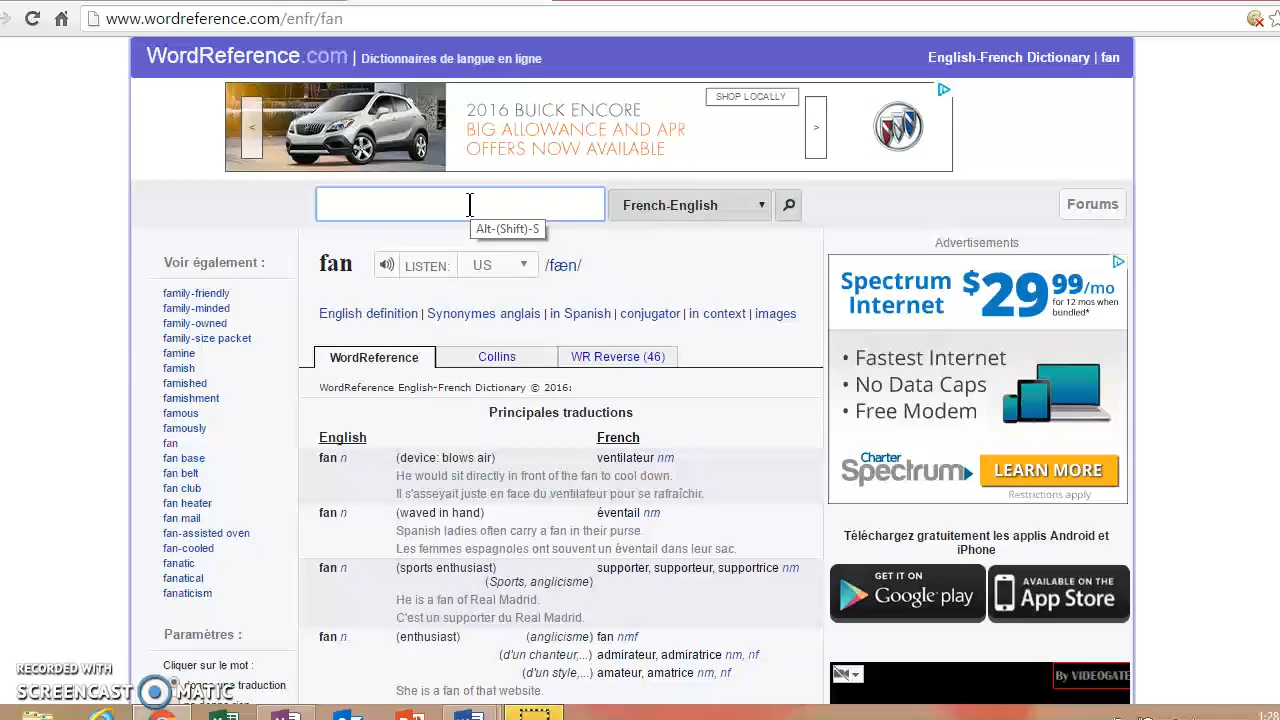 www.wordreference.com/enfr/fan
WordReference.com | Dictionnaires de langue en ligne
English-French Dictionary | fan
2016 BUICK ENCORE
BIG ALLOWANCE AND APR
OFFERS NOW AVAILABLE
SHOP LOCALLY
<
>
French-English
Forums
Alt-(Shift)-S
Voir également :
family-friendly
family-minded
family-owned
family-size packet
famine
famish
famished
famishment
famous
famously
fan
fan base
fan belt
fan club
fan heater
fan mail
fan-assisted oven
fan-cooled
fanatic
fanatical
fanaticism
Paramètres :
Cliquer sur le mot :
donne une traduction
fan LISTEN: US /fæn/
English definition | Synonymes anglais | in Spanish | conjugator | in context | images
WordReference Collins WR Reverse (46)
WordReference English-French Dictionary © 2016:
Principales traductions
English French
fan n (device: blows air) ventilateur nm
He would sit directly in front of the fan to cool down.
Il s'asseyait juste en face du ventilateur pour se rafraîchir.
fan n (waved in hand) éventail nm
Spanish ladies often carry a fan in their purse.
Les femmes espagnoles ont souvent un éventail dans leur sac.
fan n (sports enthusiast) supporter, supporteur, supportrice nm
(Sports, anglicisme)
He is a fan of Real Madrid.
C'est un supporter du Real Madrid.
fan n (enthusiast) (anglicisme) fan nmf
(d'un chanteur,...) admirateur, admiratrice nm, nf
(d'un style,...) amateur, amatrice nm, nf
She is a fan of that website.
Advertisements
Spectrum Internet $29 99/mo
for 12 mos when bundled*
• Fastest Internet
• No Data Caps
• Free Modem
Charter Spectrum
LEARN MORE
Restrictions apply
Téléchargez gratuitement les applis Android et
iPhone
GET IT ON
Google play
AVAILABLE ON THE
App Store
By VIDEOGATE
RECORDED WITH
SCREENCAST MATIC
1:28